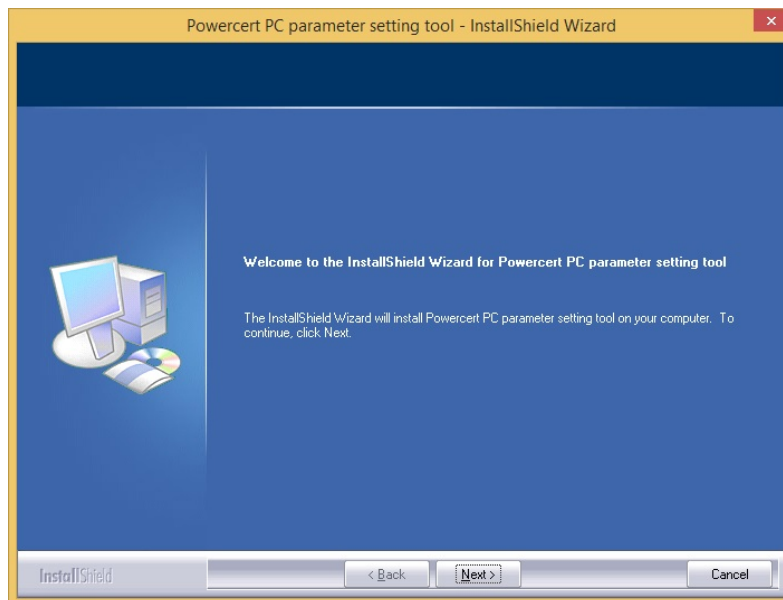 Powercert PC parameter setting tool - InstallShield Wizard
Welcome to the InstallShield Wizard for Powercert PC parameter setting tool
The InstallShield Wizard will install Powercert PC parameter setting tool on your computer.  To
continue, click Next.
InstallShield
< Back
Next >
Cancel